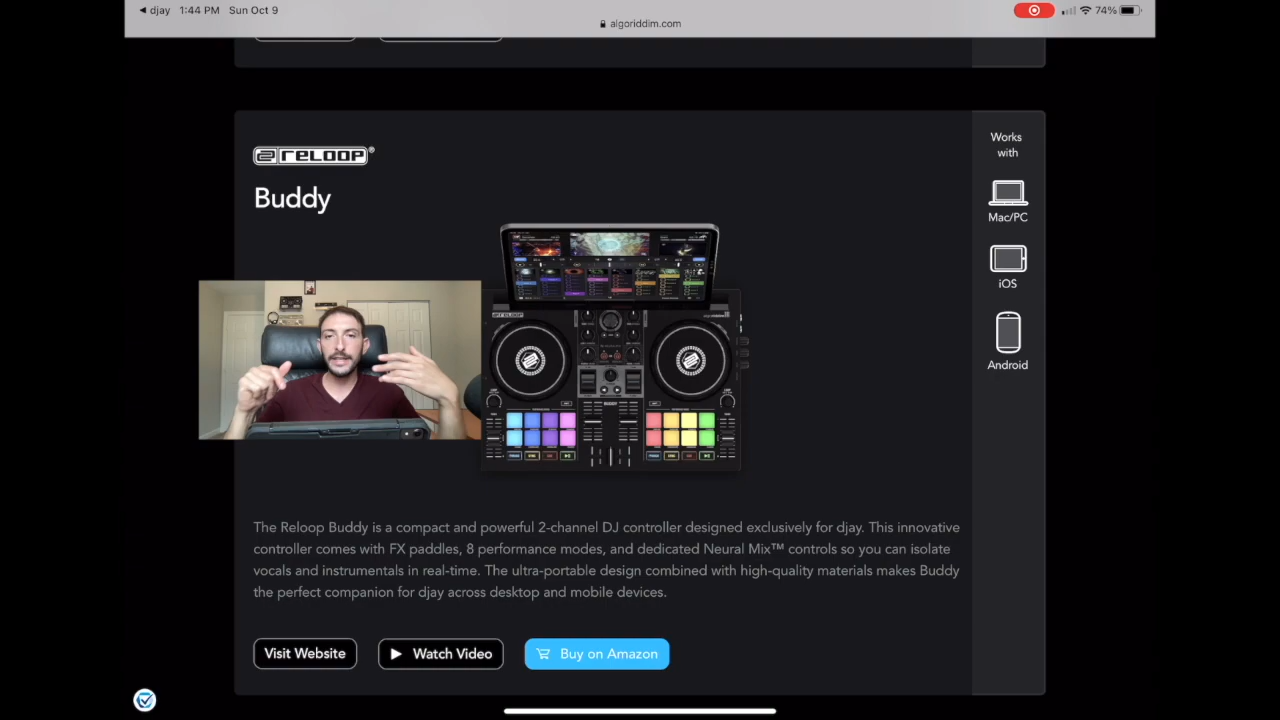 djay 1:44 PM Sun Oct 9
74%
algoriddim.com
Works
with
RELOOP®
Buddy
Mac/PC
iOS
Android
The Reloop Buddy is a compact and powerful 2-channel DJ controller designed exclusively for djay. This innovative
controller comes with FX paddles, 8 performance modes, and dedicated Neural Mix™ controls so you can isolate
vocals and instrumentals in real-time. The ultra-portable design combined with high-quality materials makes Buddy
the perfect companion for djay across desktop and mobile devices.
Visit Website
Watch Video
Buy on Amazon